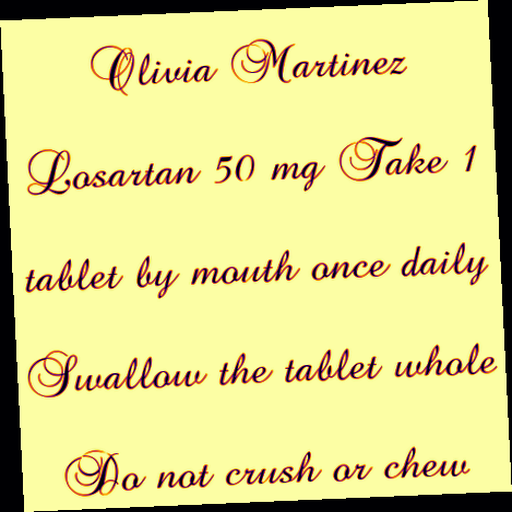 Olivia Martinez
Losartan 50 mg Take 1
tablet by mouth once daily
Swallow the tablet whole
Do not crush or chew